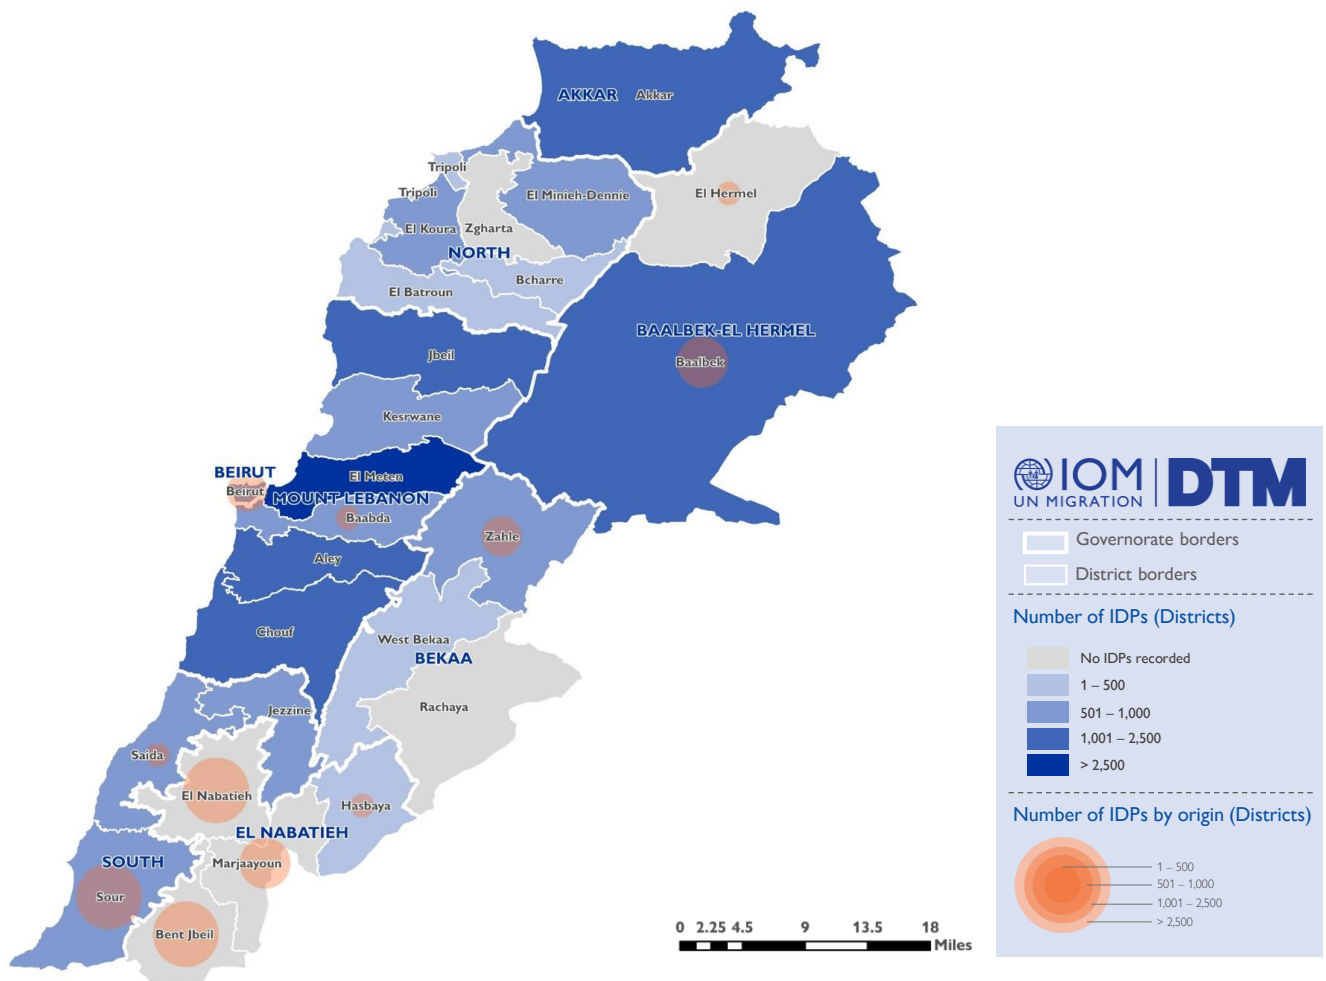 AKKAR
Akkar
Tripoli
El Minieh-Dennie
El Hermel
Tripoli
El Koura
Zgharta
NORTH
Bcharre
El Batroun
BAALBEK-EL HERMEL
Jbeil
Baalbek
Kesrwane
BEIRUT
El Meten
Beirut
MOUNT LEBANON
Baabda
Zahle
Aley
Chouf
West Bekaa
BEKAA
Rachaya
Jezzine
Saida
El Nabatieh
Hasbaya
EL NABATIEH
SOUTH
Marjaayoun
Sour
Bent Jbeil
0 2.25 4.5 9 13.5 18
Miles
IOM
UN MIGRATION
DTM
Governorate borders
District borders
Number of IDPs (Districts)
No IDPs recorded
1 – 500
501 – 1,000
1,001 – 2,500
> 2,500
Number of IDPs by origin (Districts)
1 – 500
501 – 1,000
1,001 – 2,500
> 2,500